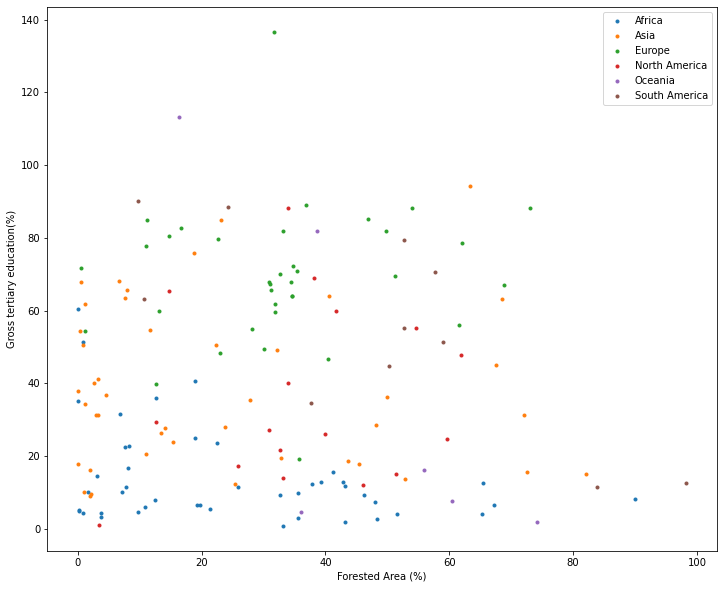 140
120
100
80
60
40
20
0
Gross tertiary education(%)
0 20 40 60 80 100
Forested Area (%)
Africa
Asia
Europe
North America
Oceania
South America